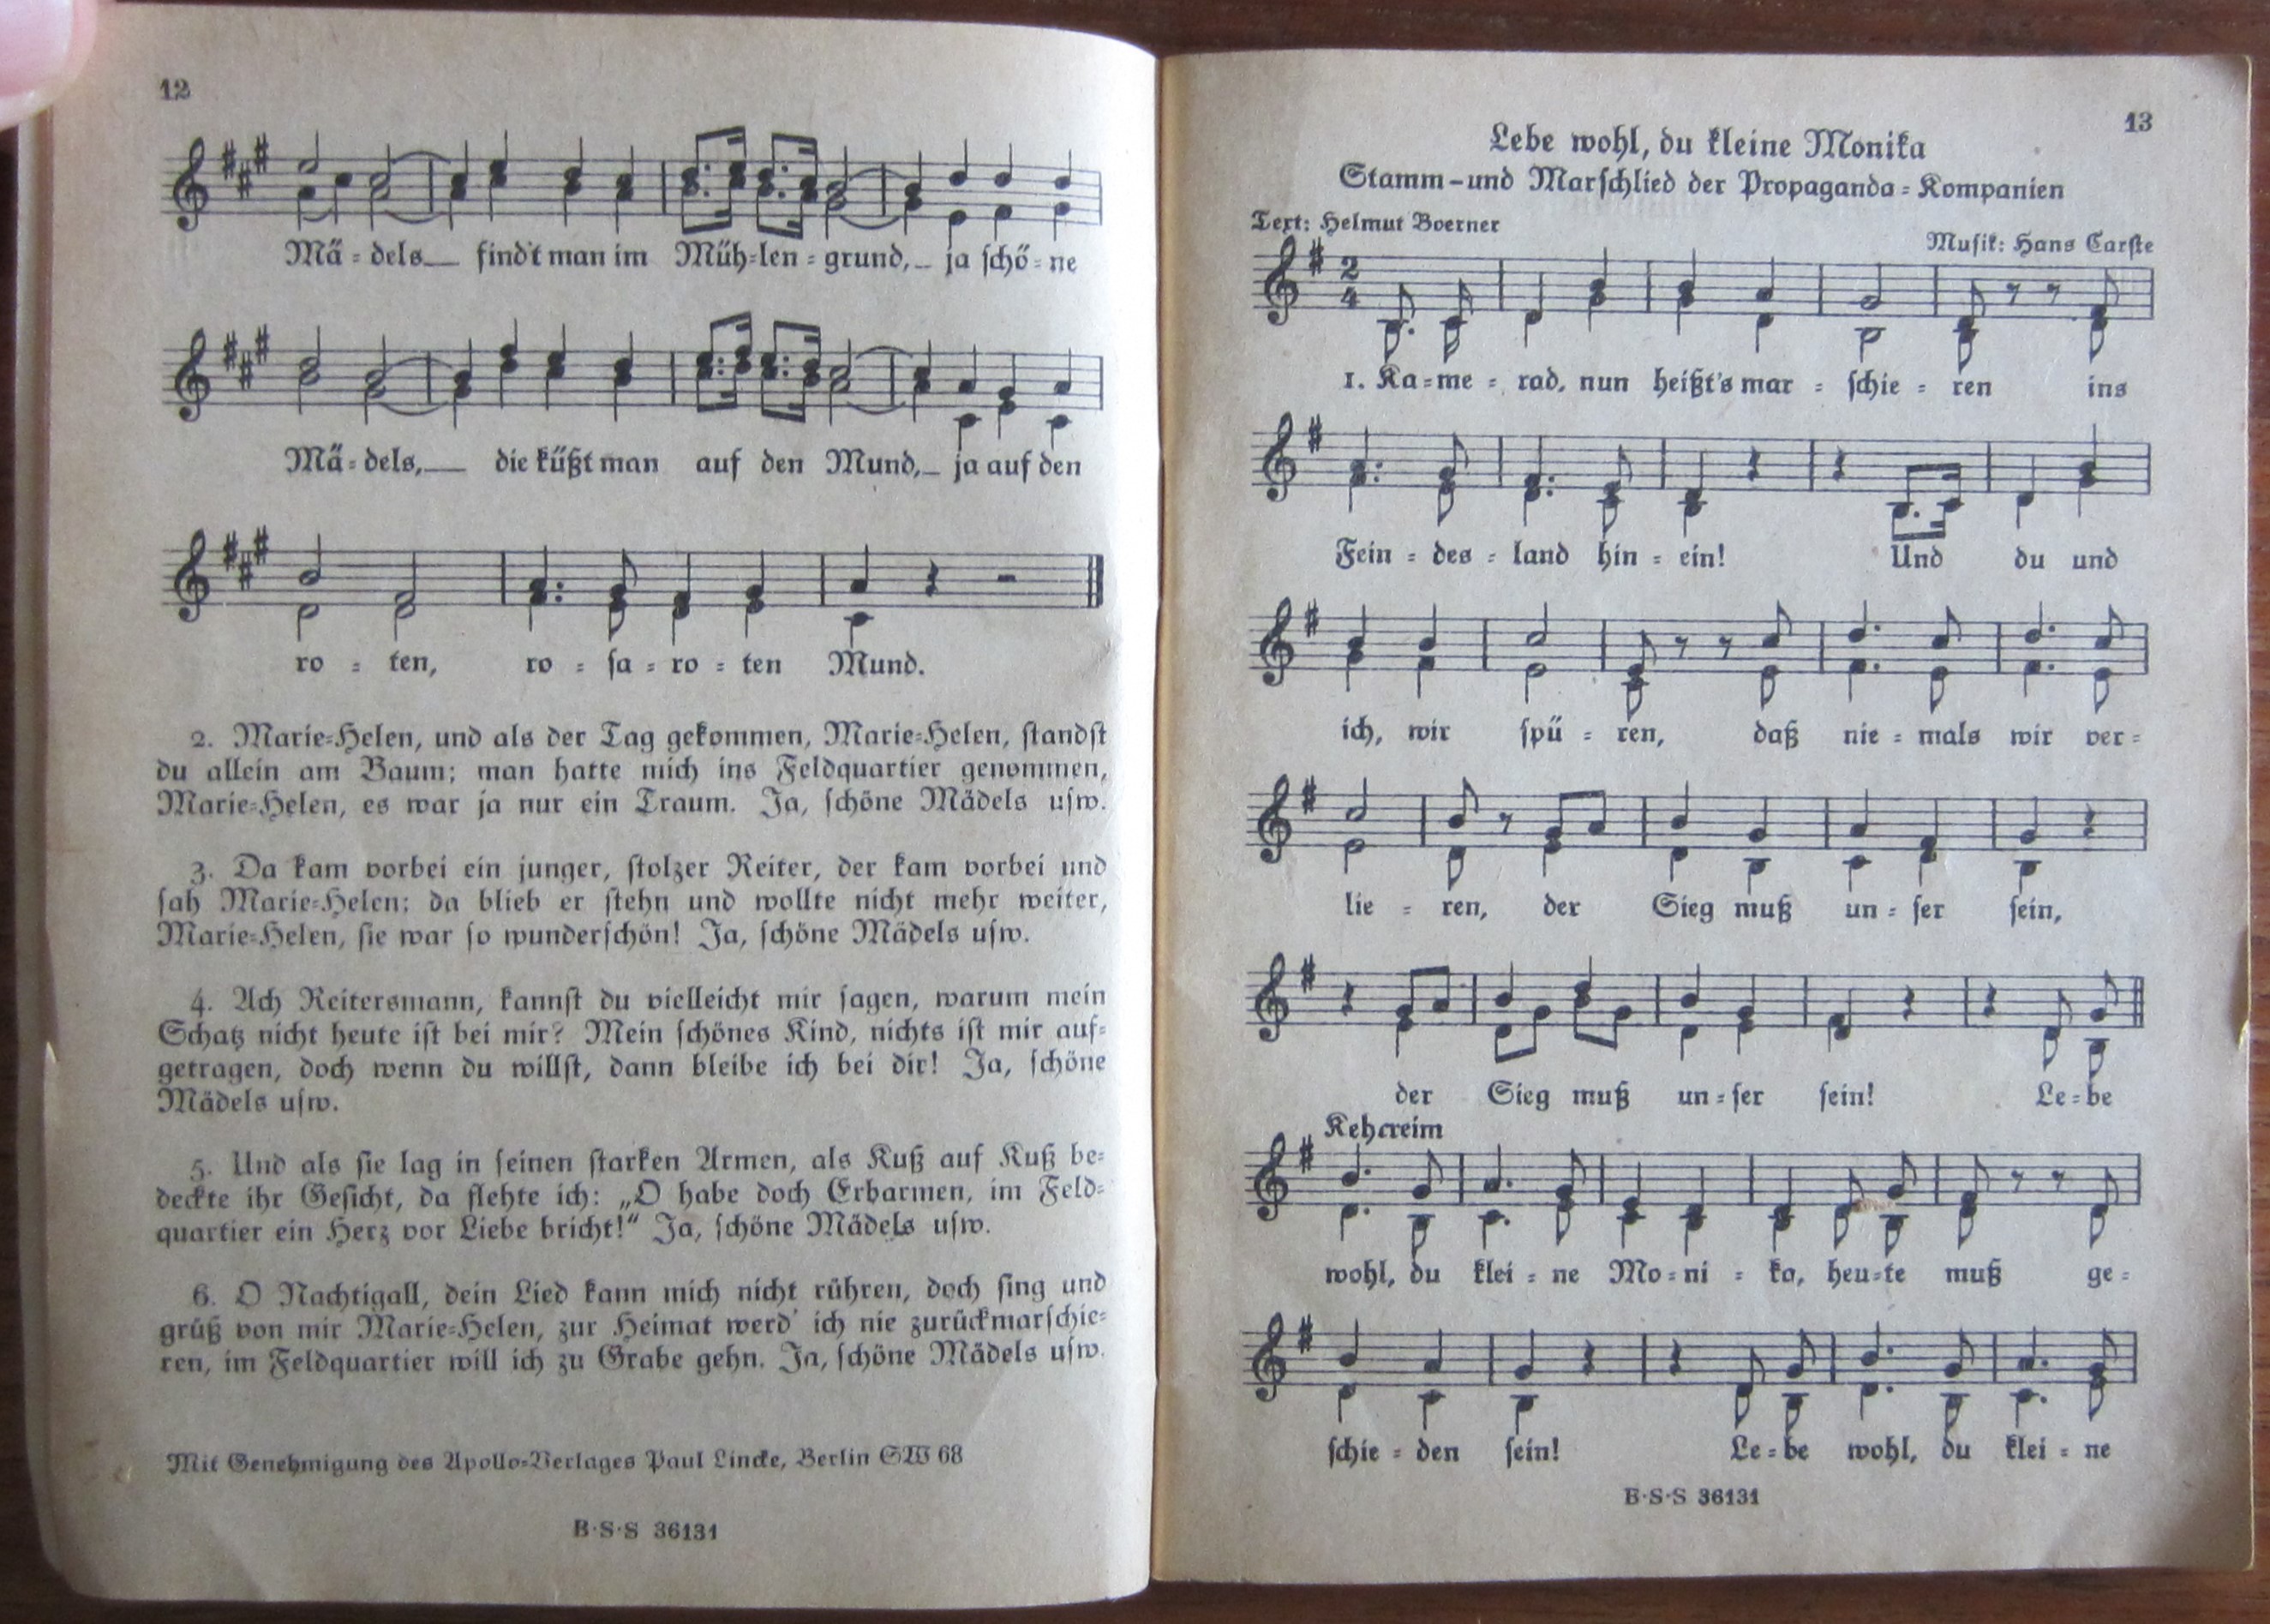 12
Mä-dels findt man im Müh-len-grund, ja schö-ne
Mä-dels, die küßt man auf den Mund, ja auf den
ro-ten, ro-sa-ro-ten Mund.
2. Marie-Helen, und als der Tag gekommen, Marie-Helen, standst
du allein am Baum; man hatte mich ins Feldquartier genommen,
Marie-Helen, es war ja nur ein Traum. Ja, schöne Mädels usw.
3. Da kam vorbei ein junger, stolzer Reiter, der kam vorbei und
sah Marie-Helen; da blieb er stehn und wollte nicht mehr weiter,
Marie-Helen, sie war so wunderschön! Ja, schöne Mädels usw.
4. Ach Reitersmann, kannst du vielleicht mir sagen, warum mein
Schatz nicht heute ist bei mir? Mein schönes Kind, nichts ist mir auf-
getragen, doch wenn du willst, dann bleibe ich bei dir! Ja, schöne
Mädels usw.
5. Und als sie lag in seinen starken Armen, als Kuß auf Kuß be-
deckte ihr Gesicht, da flehte ich: „O habe doch Erbarmen, im Feld-
quartier ein Herz vor Liebe bricht!“ Ja, schöne Mädels usw.
6. O Nachtigall, dein Lied kann mich nicht rühren, doch sing und
grüß von mir Marie-Helen, zur Heimat werd' ich nie zurückmarschie-
ren, im Feldquartier will ich zu Grabe gehn. Ja, schöne Mädels usw.
Mit Genehmigung des Apollo-Verlages Paul Lincke, Berlin SW 68
B·S·S 36131
13
Lebe wohl, du kleine Monika
Stamm- und Marschlied der Propaganda-Kompanien
Text: Helmut Boerner
Musik: Hans Carste
2
4
1. Ka-me-rad, nun heißt's mar-schie-ren ins
Fein-des-land hin-ein! Und du und
ich, wir spü-ren, daß nie-mals wir ver-
lie-ren, der Sieg muß un-ser sein,
der Sieg muß un-ser sein! Le-be
Kehrreim
wohl, du klei-ne Mo-ni-ka, heu-te muß ge-
schie-den sein! Le-be wohl, du klei-ne
B·S·S 36131